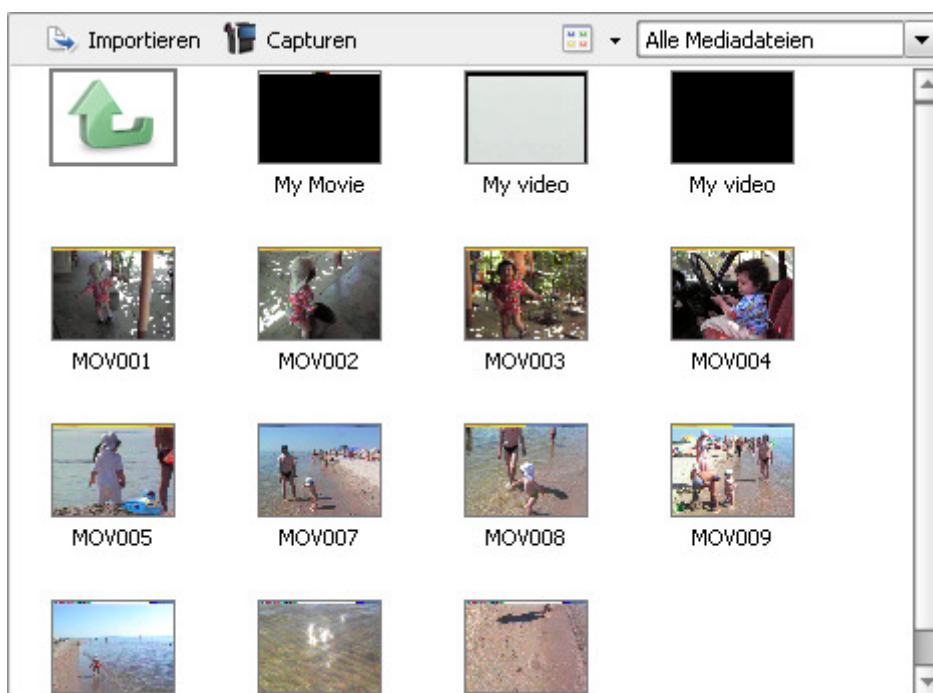 Importieren Capturen Alle Mediadateien
My Movie My video My video
MOV001 MOV002 MOV003 MOV004
MOV005 MOV007 MOV008 MOV009